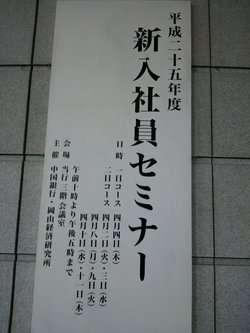 平成二十五年度
新入社員セミナー
日時 一日コース 四月四日(木)
二日コース 四月二日(火)・三日(水)
四月八日(月)・九日(火)
四月十日(水)・十一日(木)
午前十時より午後五時まで
会場 当行三階会議室
主催 中国銀行・岡山経済研究所